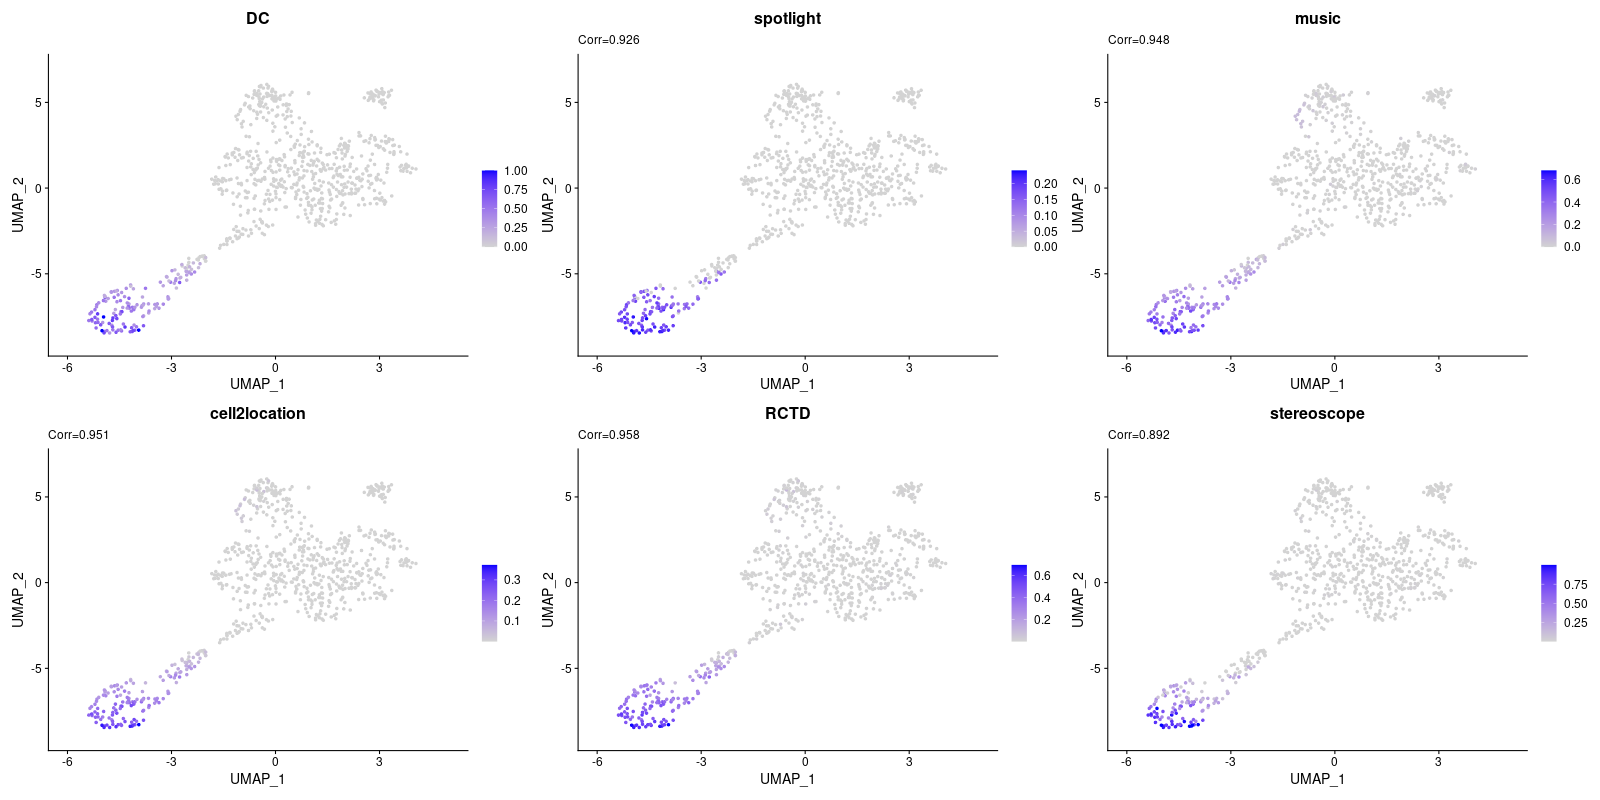 DC
5
0
-5
-6
-3
0
3
UMAP_1
UMAP_2
1.00
0.75
0.50
0.25
0.00
spotlight
Corr=0.926
5
0
-5
-6
-3
0
3
UMAP_1
UMAP_2
0.20
0.15
0.10
0.05
0.00
music
Corr=0.948
5
0
-5
-6
-3
0
3
UMAP_1
UMAP_2
0.6
0.4
0.2
0.0
cell2location
Corr=0.951
5
0
-5
-6
-3
0
3
UMAP_1
UMAP_2
0.3
0.2
0.1
RCTD
Corr=0.958
5
0
-5
-6
-3
0
3
UMAP_1
UMAP_2
0.6
0.4
0.2
stereoscope
Corr=0.892
5
0
-5
-6
-3
0
3
UMAP_1
UMAP_2
0.75
0.50
0.25